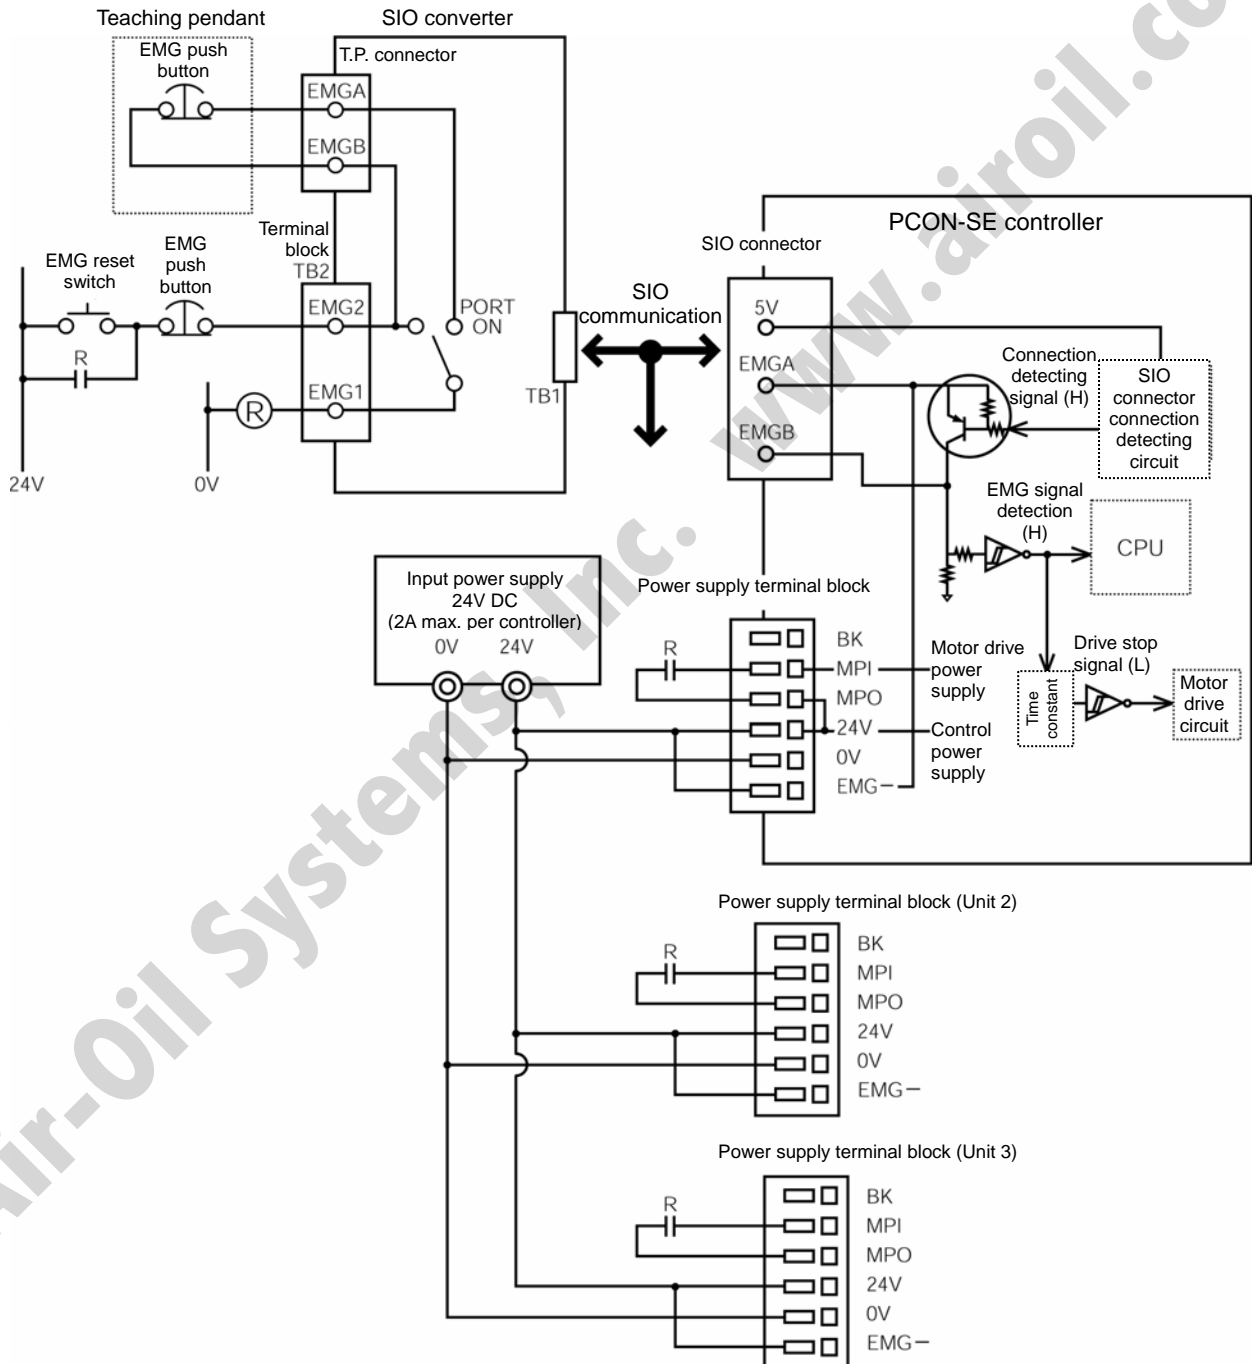 Teaching pendant
SIO converter
EMG push
button
T.P. connector
EMGA
EMGB
Terminal
block
TB2
EMG reset
switch
EMG
push
button
EMG2
PORT
ON
R
EMG1
R
TB1
24V
0V
SIO
communication
PCON-SE controller
SIO connector
5V
EMGA
EMGB
Connection
detecting
signal (H)
SIO
connector
connection
detecting
circuit
EMG signal
detection
(H)
CPU
Input power supply
24V DC
(2A max. per controller)
0V 24V
Power supply terminal block
R
BK
MPI
MPO
24V
0V
EMG−
Motor drive
power
supply
Control
power
supply
Time
constant
Drive stop
signal (L)
Motor
drive
circuit
Power supply terminal block (Unit 2)
R
BK
MPI
MPO
24V
0V
EMG−
Power supply terminal block (Unit 3)
R
BK
MPI
MPO
24V
0V
EMG−
Air-Oil Systems, Inc. www.airoil.co